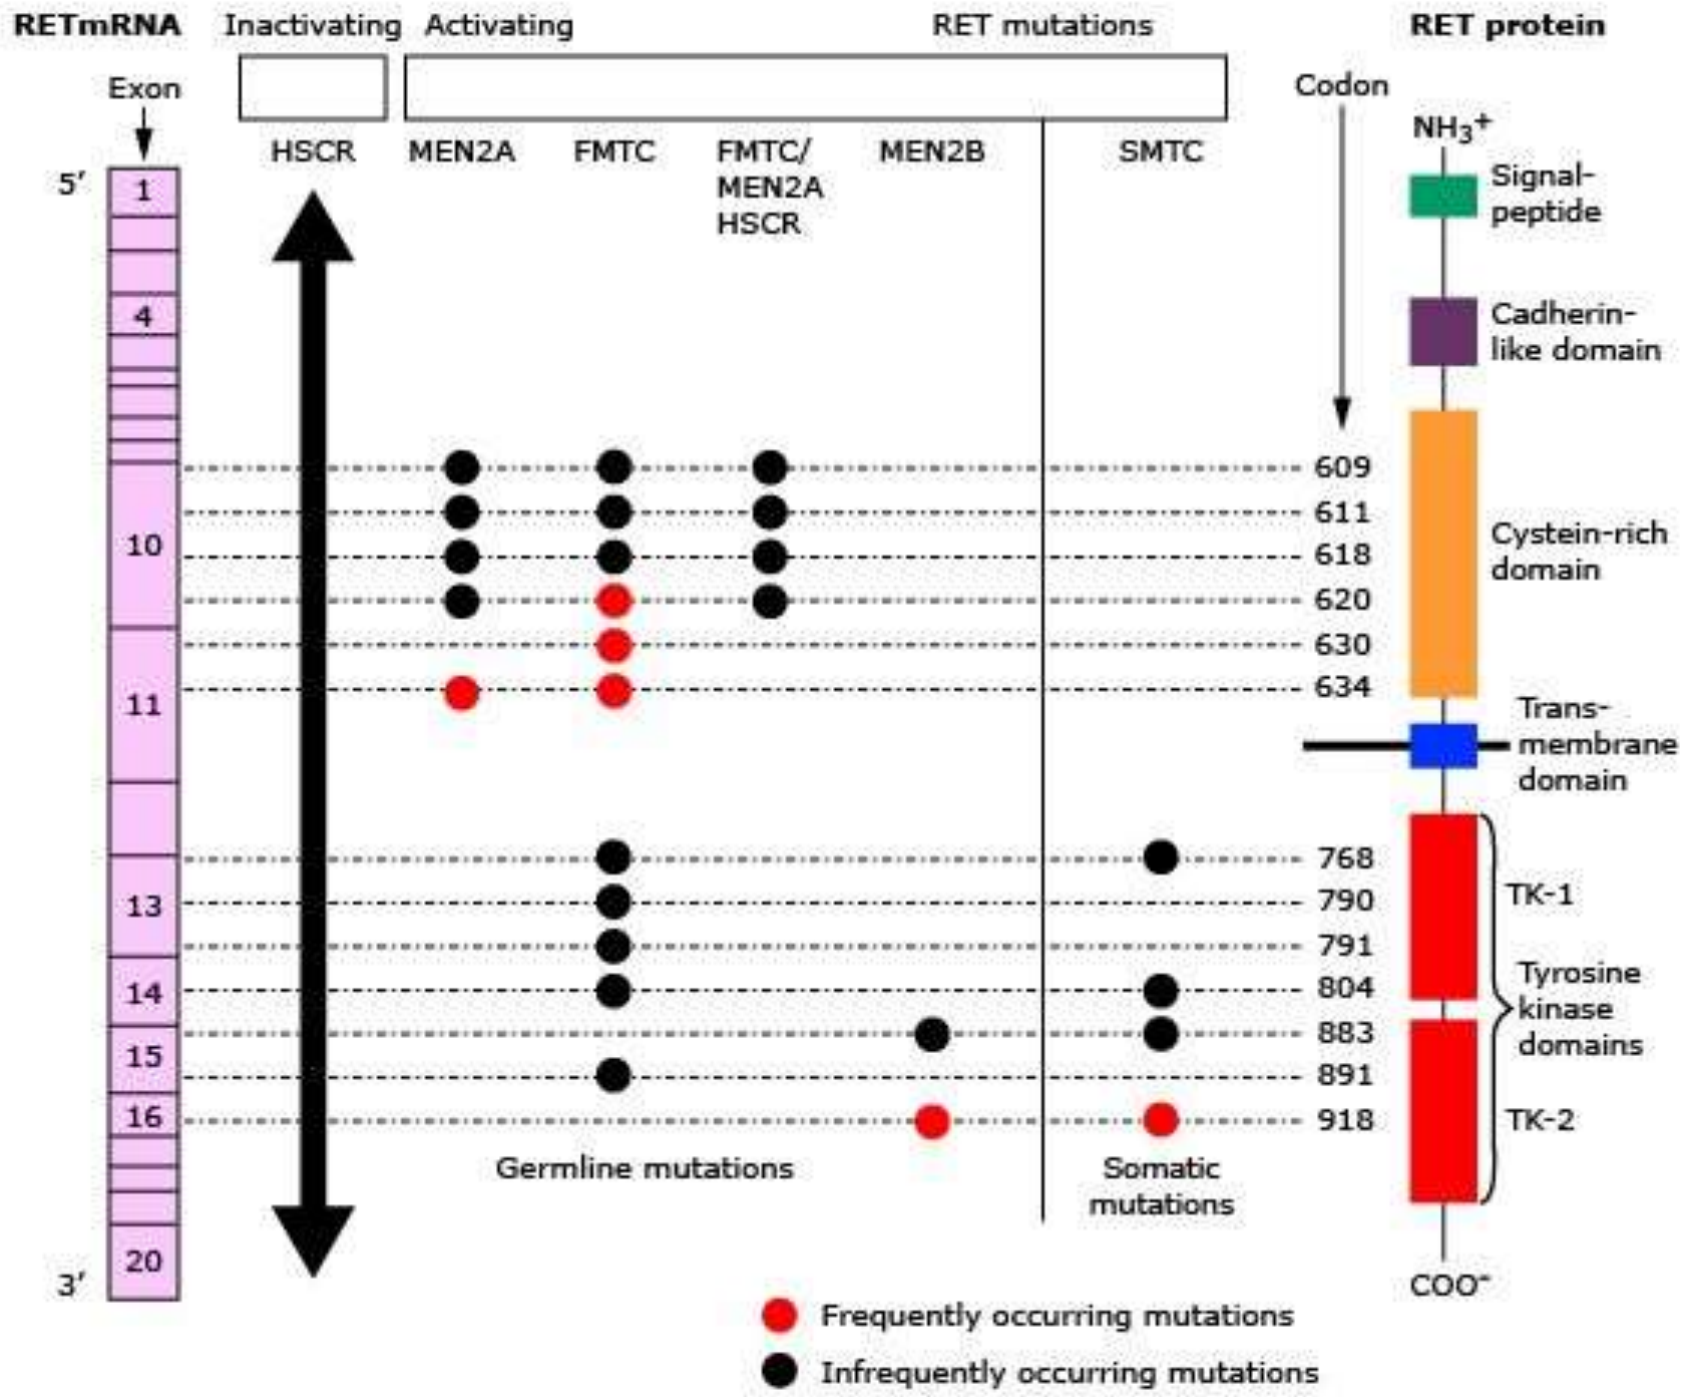 RETmRNA Inactivating Activating RET mutations RET protein
Exon
Codon
HSCR MEN2A FMTC FMTC/ MEN2B SMTC
MEN2A
HSCR
NH3+
5′
1
Signal-
peptide
4
Cadherin-
like domain
609
611
10
Cystein-rich
domain
618
620
630
634
11
Trans-
membrane
domain
768
13
790
TK-1
791
14
804
Tyrosine
kinase
domains
883
15
891
16
918
TK-2
Germline mutations
Somatic
mutations
20
3′
COO-
Frequently occurring mutations
Infrequently occurring mutations